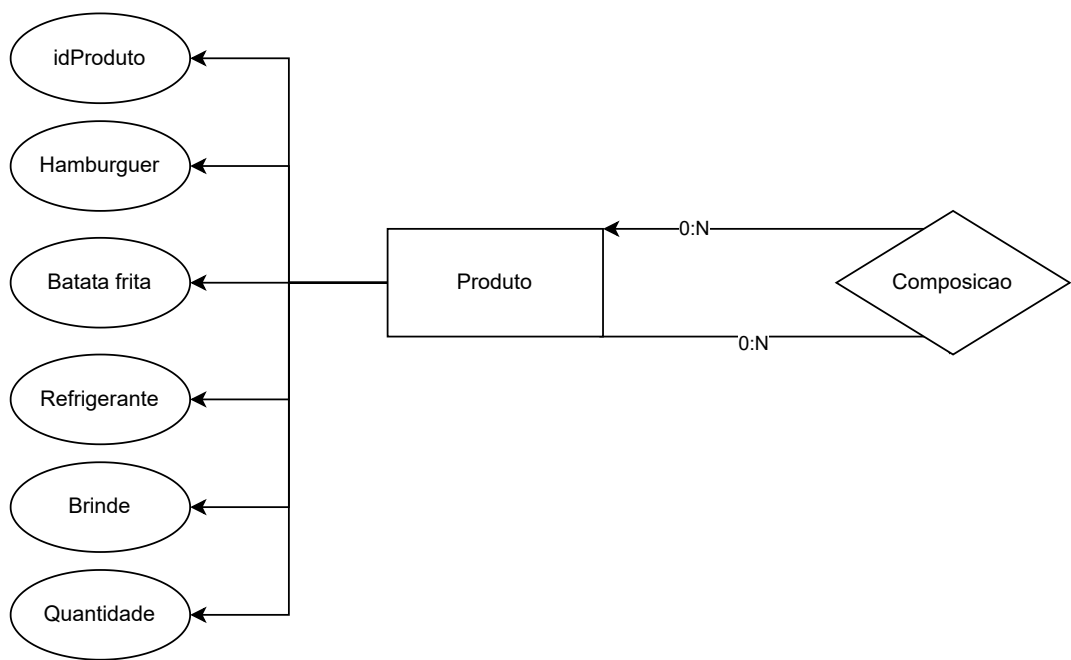 idProduto
Hamburguer
Batata frita
Refrigerante
Brinde
Quantidade
Produto
0:N
0:N
Composicao